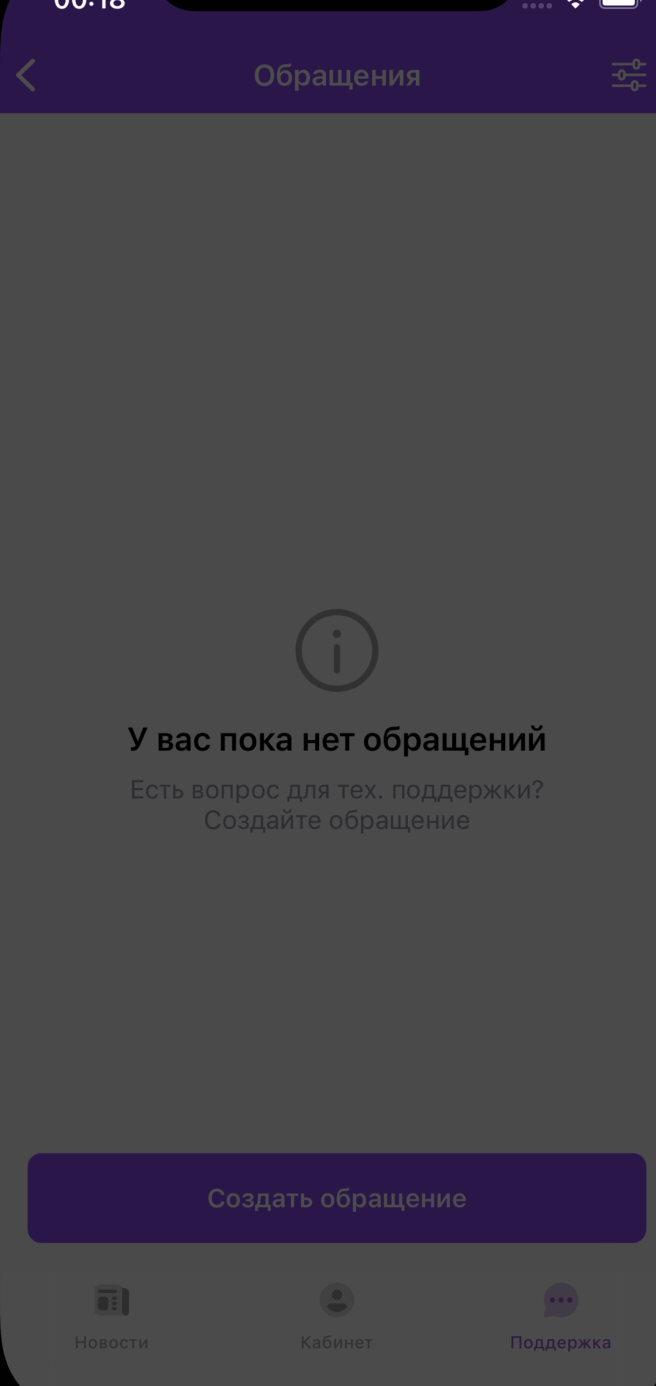 00:18
Обращения
У вас пока нет обращений
Есть вопрос для тех. поддержки?
Создайте обращение
Создать обращение
Новости
Кабинет
Поддержка